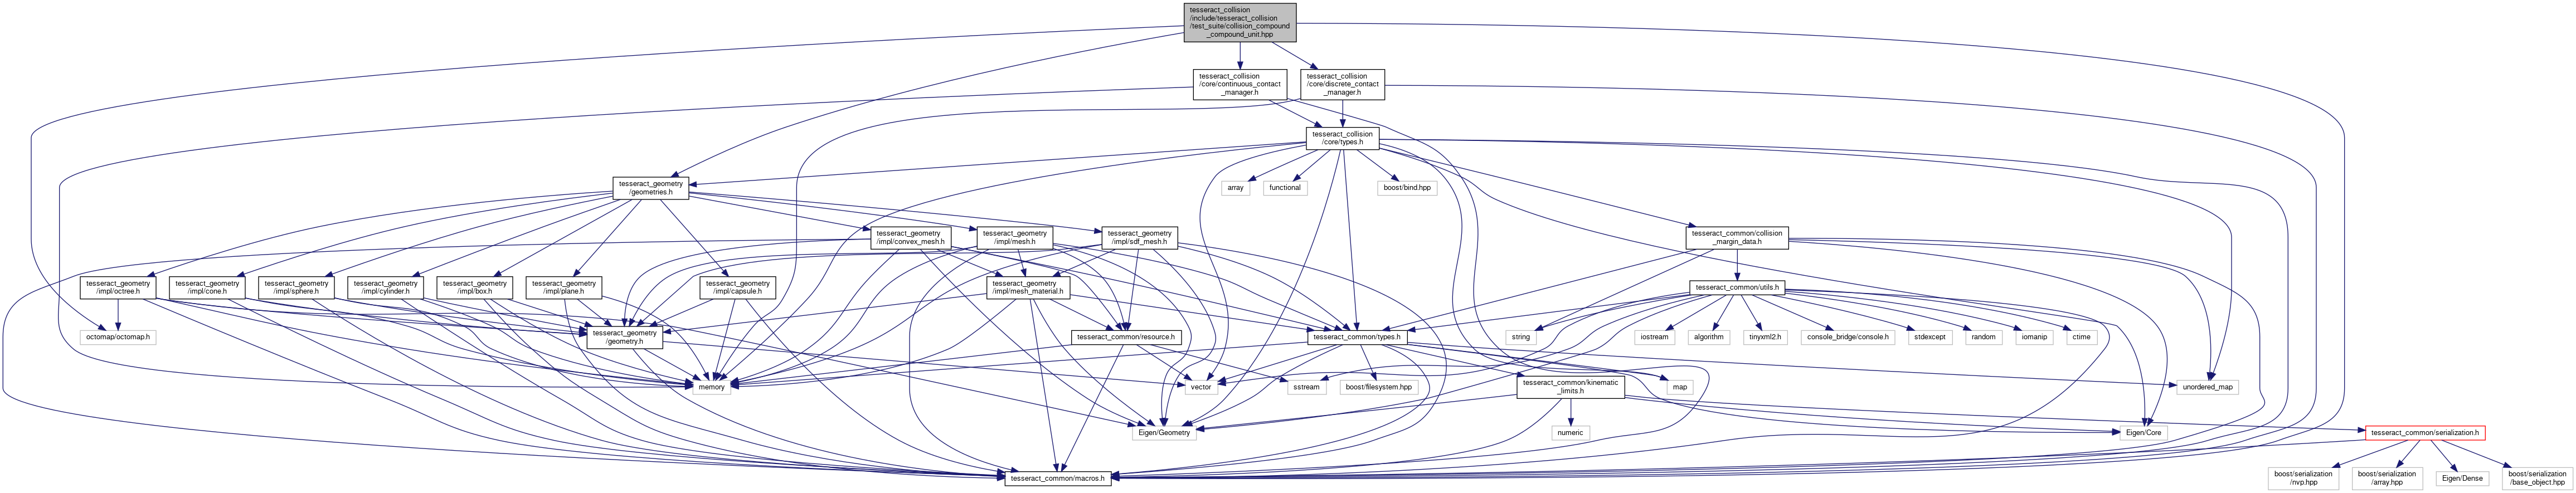 tesseract_collision
/include/tesseract_collision
/test_suite/collision_compound
_compound_unit.hpp
tesseract_collision
/core/continuous_contact
_manager.h
tesseract_collision
/core/discrete_contact
_manager.h
tesseract_collision
/core/types.h
tesseract_geometry
/geometries.h
array
functional
boost/bind.hpp
tesseract_geometry
/impl/convex_mesh.h
tesseract_geometry
/impl/mesh.h
tesseract_geometry
/impl/sdf_mesh.h
tesseract_common/collision
_margin_data.h
tesseract_geometry
/impl/octree.h
tesseract_geometry
/impl/cone.h
tesseract_geometry
/impl/sphere.h
tesseract_geometry
/impl/cylinder.h
tesseract_geometry
/impl/box.h
tesseract_geometry
/impl/plane.h
tesseract_geometry
/impl/capsule.h
tesseract_geometry
/impl/mesh_material.h
tesseract_common/utils.h
octomap/octomap.h
tesseract_geometry
/geometry.h
tesseract_common/resource.h
tesseract_common/types.h
string
iostream
algorithm
tinyxml2.h
console_bridge/console.h
stdexcept
random
iomanip
ctime
memory
vector
sstream
boost/filesystem.hpp
tesseract_common/kinematic
_limits.h
map
unordered_map
Eigen/Geometry
numeric
Eigen/Core
tesseract_common/serialization.h
tesseract_common/macros.h
boost/serialization
/nvp.hpp
boost/serialization
/array.hpp
Eigen/Dense
boost/serialization
/base_object.hpp